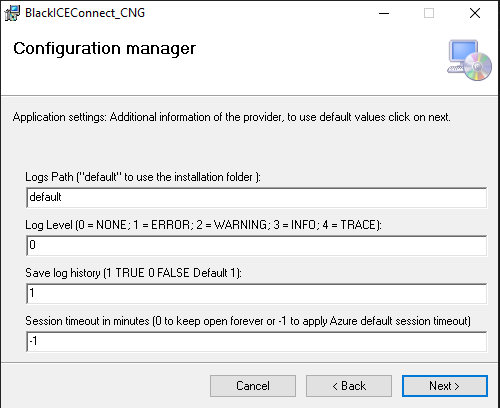 BlackICEConnect_CNG
Configuration manager
Application settings: Additional information of the provider, to use default values click on next.
Logs Path ("default" to use the installation folder ):
default
Log Level (0 = NONE; 1 = ERROR; 2 = WARNING; 3 = INFO; 4 = TRACE):
0
Save log history (1 TRUE 0 FALSE Default 1):
1
Session timeout in minutes (0 to keep open forever or -1 to apply Azure default session timeout)
-1
Cancel
< Back
Next >